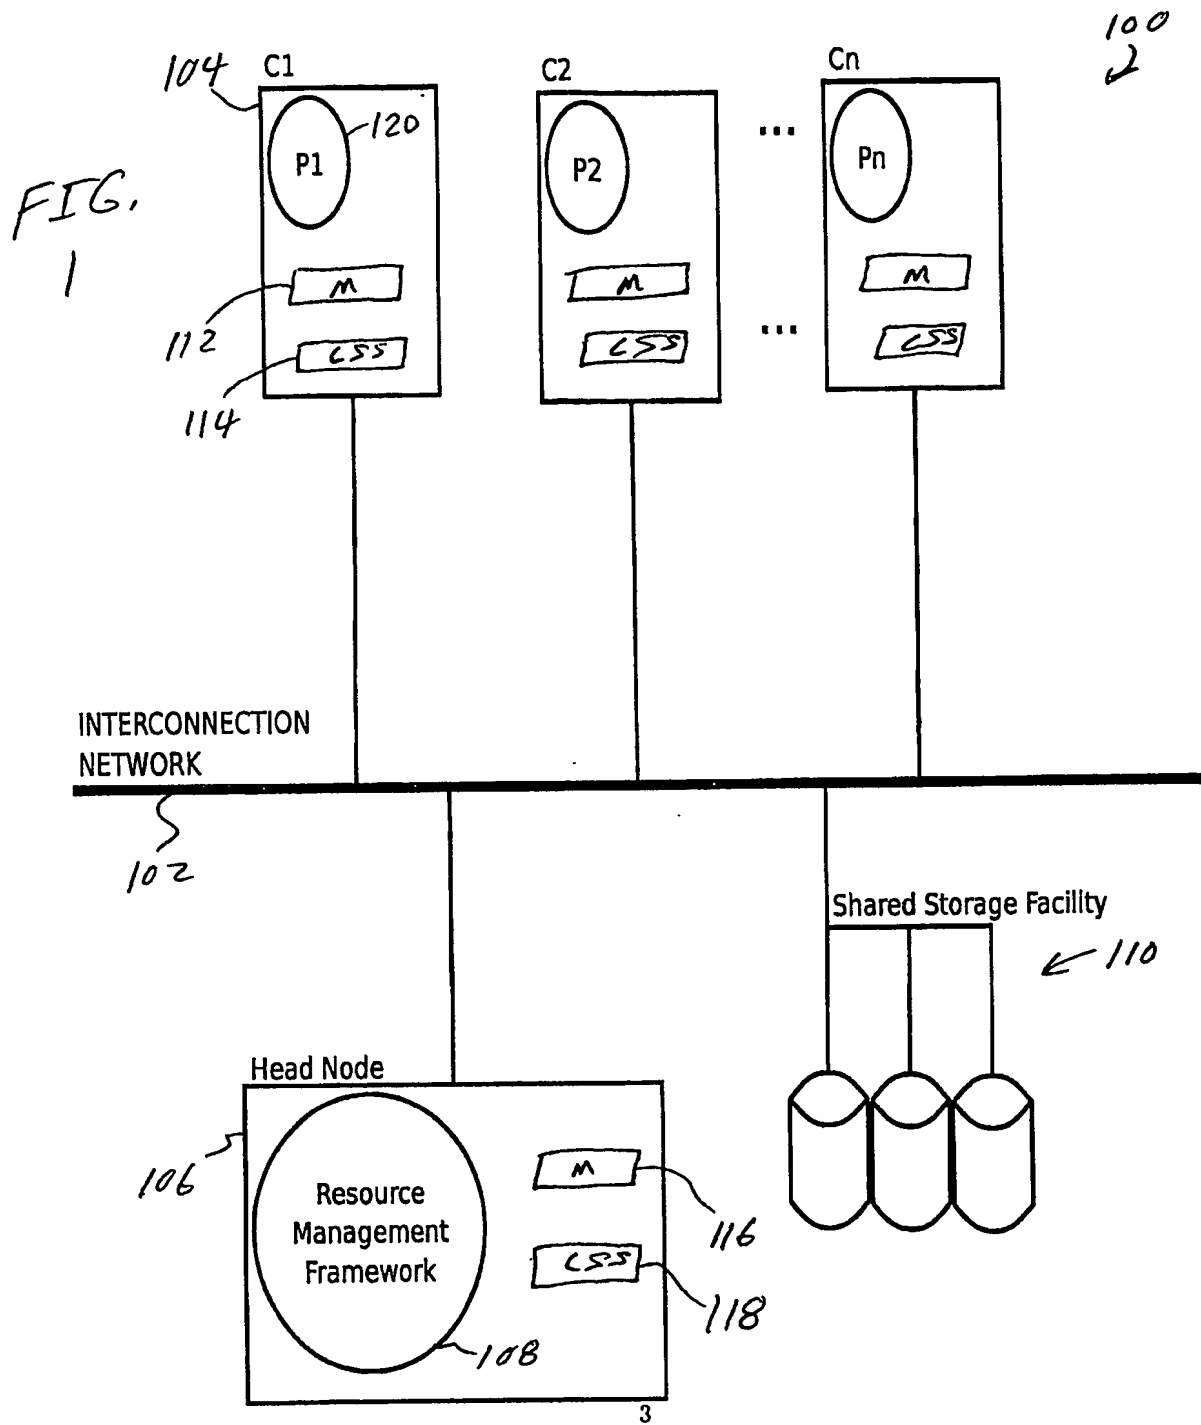 100
104
C1
C2
Cn
120
P1
P2
...
Pn
FIG.
1
M
M
M
112
CSS
CSS
...
CSS
114
INTERCONNECTION
NETWORK
102
Shared Storage Facility
110
Head Node
106
Resource
Management
Framework
M
116
CSS
118
108
3